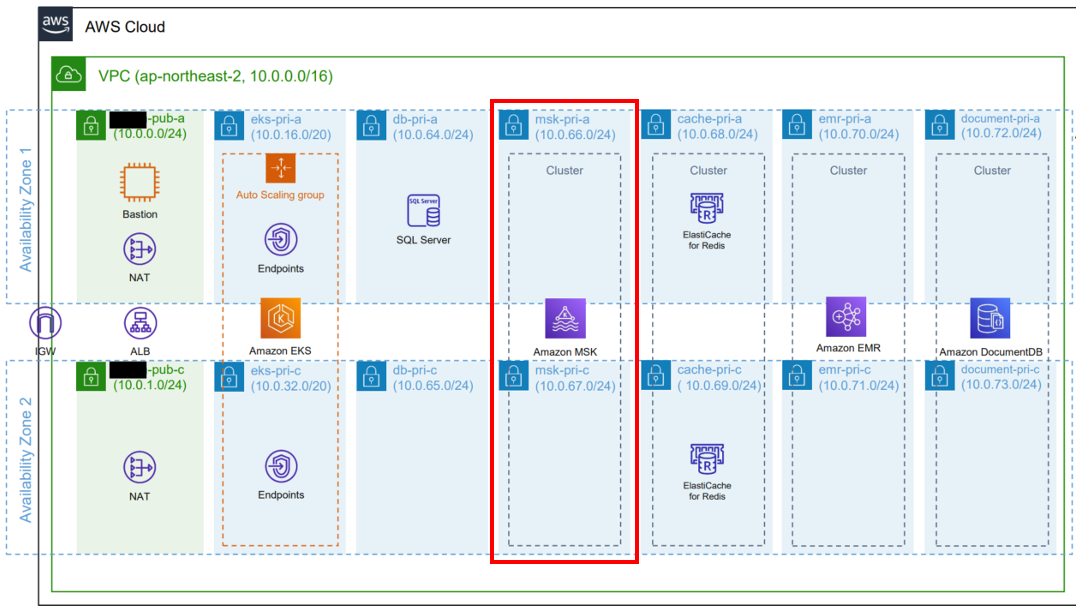 aws
AWS Cloud
VPC (ap-northeast-2, 10.0.0.0/16)
Availability Zone 1
-pub-a
(10.0.0.0/24)
eks-pri-a
(10.0.16.0/20)
db-pri-a
(10.0.64.0/24)
msk-pri-a
(10.0.66.0/24)
cache-pri-a
(10.0.68.0/24)
emr-pri-a
(10.0.70.0/24)
document-pri-a
(10.0.72.0/24)
Bastion
NAT
Auto Scaling group
Endpoints
SQL Server
SQL Server
Cluster
Cluster
R
ElastiCache
for Redis
Cluster
Cluster
IGW
ALB
K
Amazon EKS
Amazon MSK
Amazon EMR
Amazon DocumentDB
Availability Zone 2
-pub-c
(10.0.1.0/24)
eks-pri-c
(10.0.32.0/20)
db-pri-c
(10.0.65.0/24)
msk-pri-c
(10.0.67.0/24)
cache-pri-c
( 10.0.69.0/24)
emr-pri-c
(10.0.71.0/24)
document-pri-c
(10.0.73.0/24)
NAT
Endpoints
R
ElastiCache
for Redis